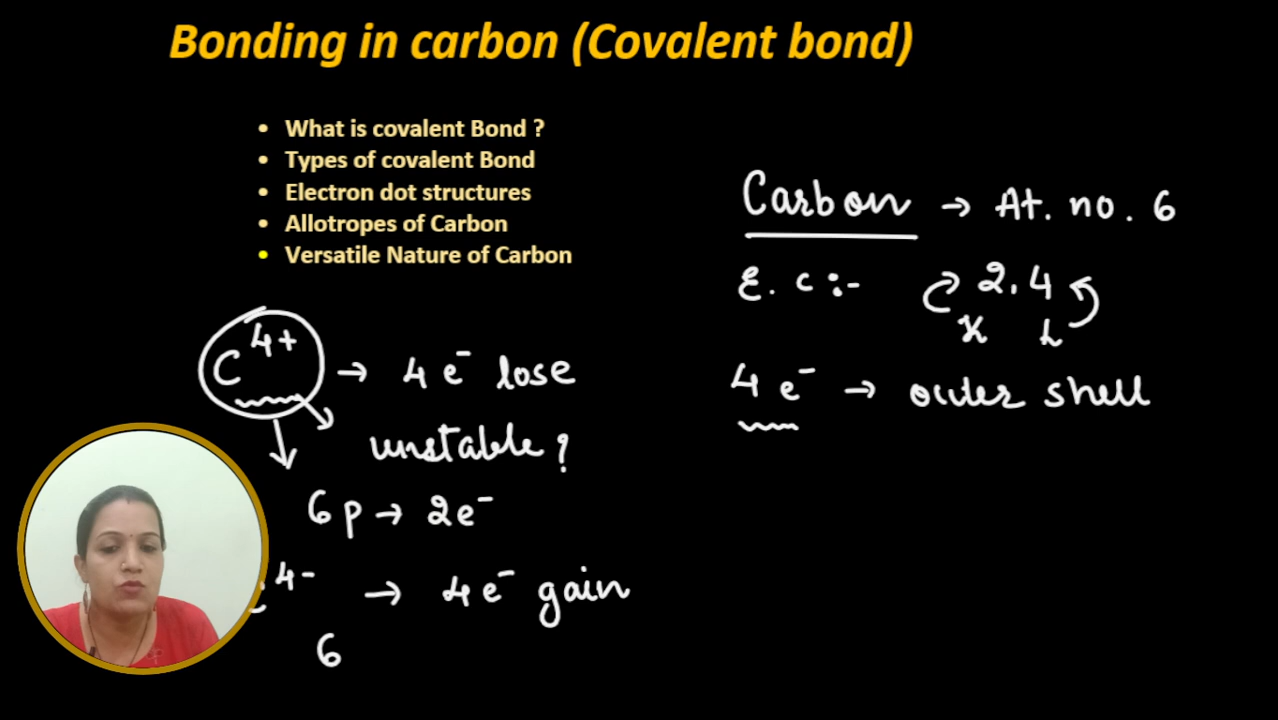 Bonding in carbon (Covalent bond)
• What is covalent Bond ?
• Types of covalent Bond
• Electron dot structures
• Allotropes of Carbon
• Versatile Nature of Carbon
Carbon → At. no. 6
E. c :- 2.4
K L
4 e⁻ → outer shell
C⁴⁺ → 4 e⁻ lose
unstable?
6 p → 2e⁻
C⁴⁻ → 4 e⁻ gain
6